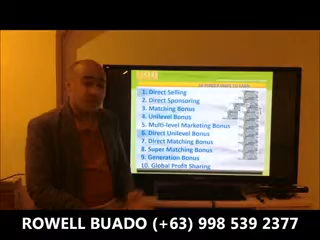 1. Direct Selling
2. Direct Sponsoring
3. Matching Bonus
4. Unilevel Bonus
5. Multi-level Marketing Bonus
6. Direct Unilevel Bonus
7. Direct Matching Bonus
8. Super Matching Bonus
9. Generation Bonus
10. Global Profit Sharing
ROWELL BUADO (+63) 998 539 2377